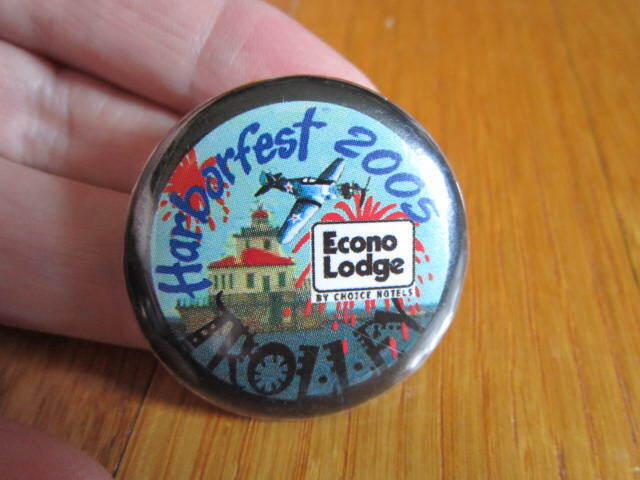 Harborfest 2005
Econo
Lodge
BY CHOICE HOTELS
TROLLEY